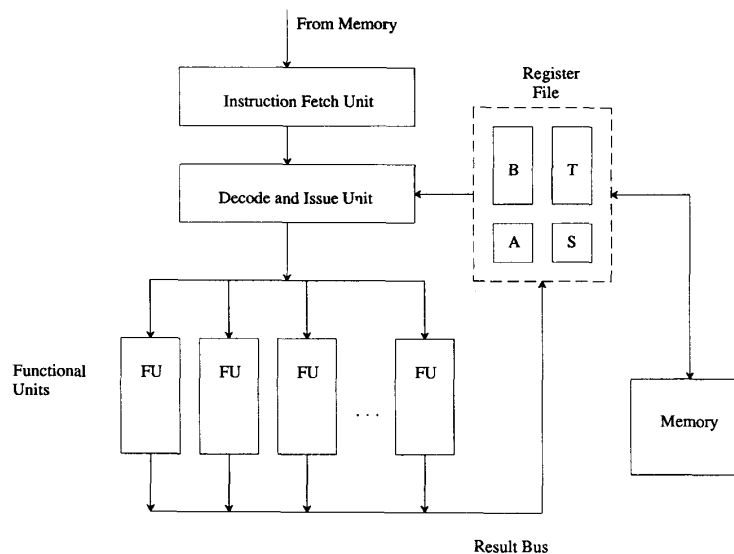 From Memory
Instruction Fetch Unit
Register
File
B
T
Decode and Issue Unit
A
S
Functional
Units
FU
FU
FU
. . .
FU
Memory
Result Bus